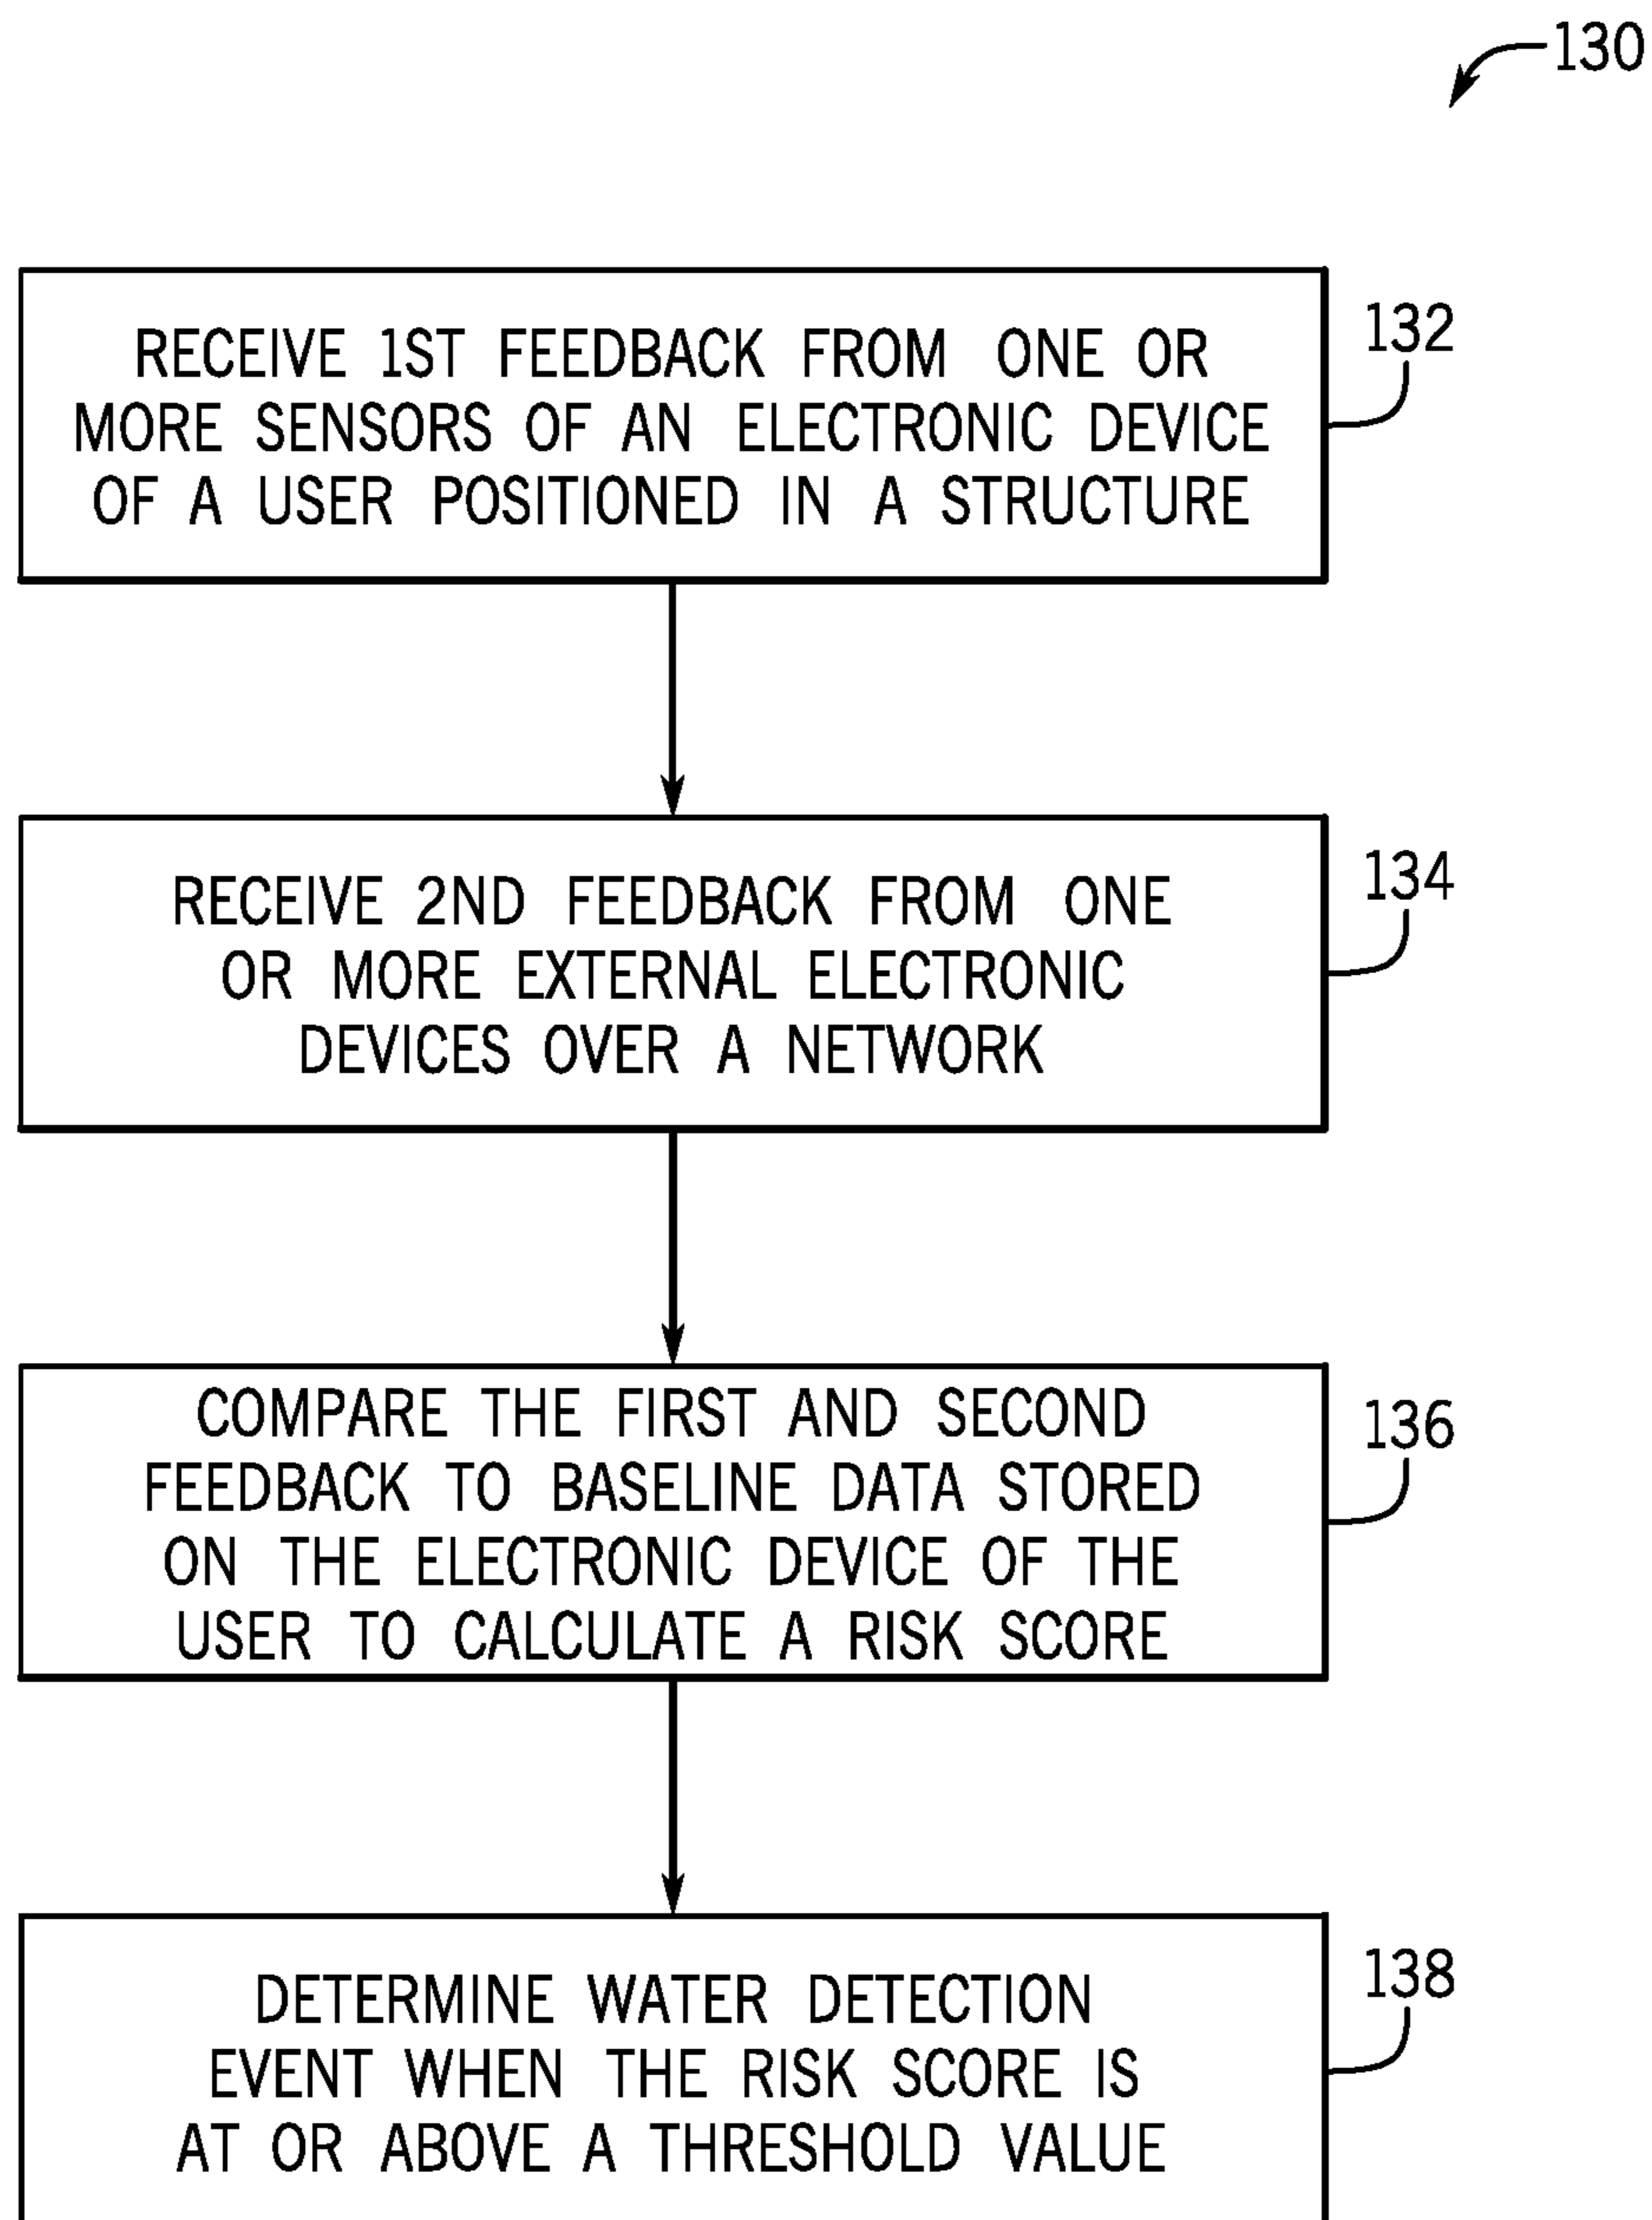 130
RECEIVE 1ST FEEDBACK FROM ONE OR
MORE SENSORS OF AN ELECTRONIC DEVICE
OF A USER POSITIONED IN A STRUCTURE
132
RECEIVE 2ND FEEDBACK FROM ONE
OR MORE EXTERNAL ELECTRONIC
DEVICES OVER A NETWORK
134
COMPARE THE FIRST AND SECOND
FEEDBACK TO BASELINE DATA STORED
ON THE ELECTRONIC DEVICE OF THE
USER TO CALCULATE A RISK SCORE
136
DETERMINE WATER DETECTION
EVENT WHEN THE RISK SCORE IS
AT OR ABOVE A THRESHOLD VALUE
138